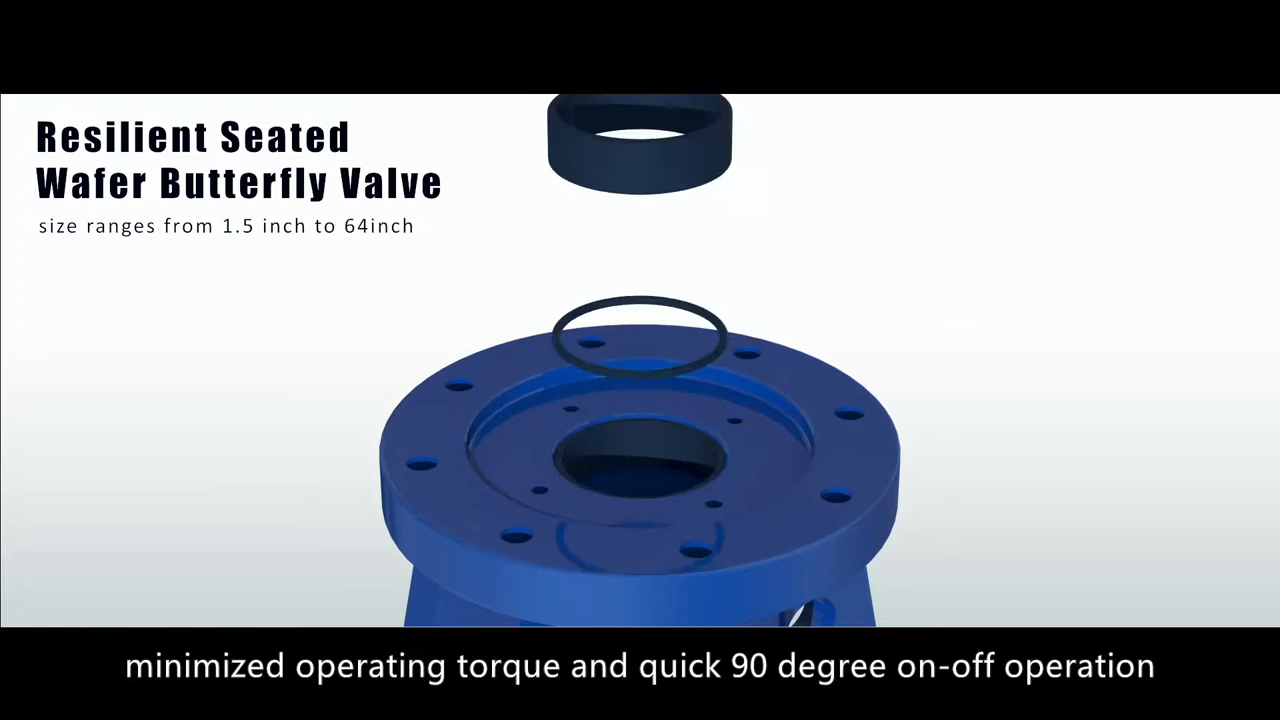 Resilient Seated
Wafer Butterfly Valve
size ranges from 1.5 inch to 64inch
minimized operating torque and quick 90 degree on-off operation